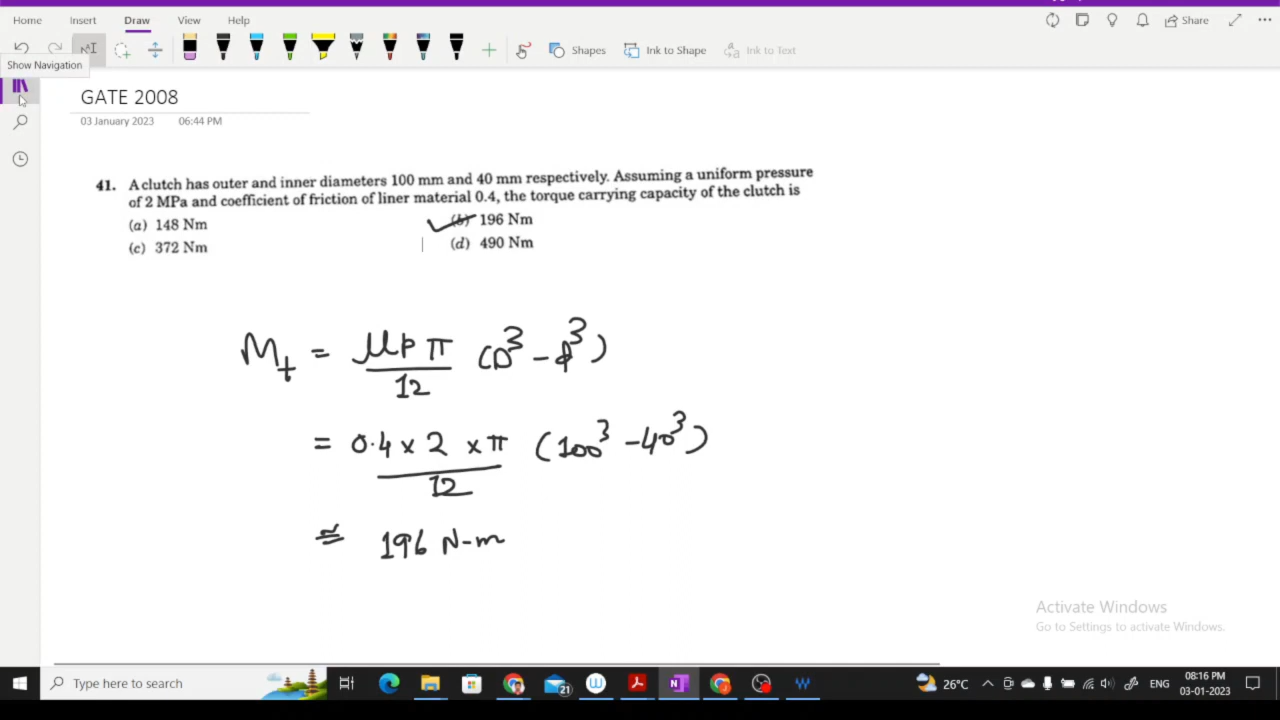 Home Insert Draw View Help
Share
Shapes Ink to Shape Ink to Text
Show Navigation
GATE 2008
03 January 2023 06:44 PM
41. A clutch has outer and inner diameters 100 mm and 40 mm respectively. Assuming a uniform pressure
of 2 MPa and coefficient of friction of liner material 0.4, the torque carrying capacity of the clutch is
(a) 148 Nm (b) 196 Nm
(c) 372 Nm (d) 490 Nm
Mt = μpπ/12 (D³ - d³)
= 0.4 × 2 × π/12 (100³ - 40³)
≅ 196 N-m
Activate Windows
Go to Settings to activate Windows.
Type here to search
21
26°C
ENG
08:16 PM
03-01-2023